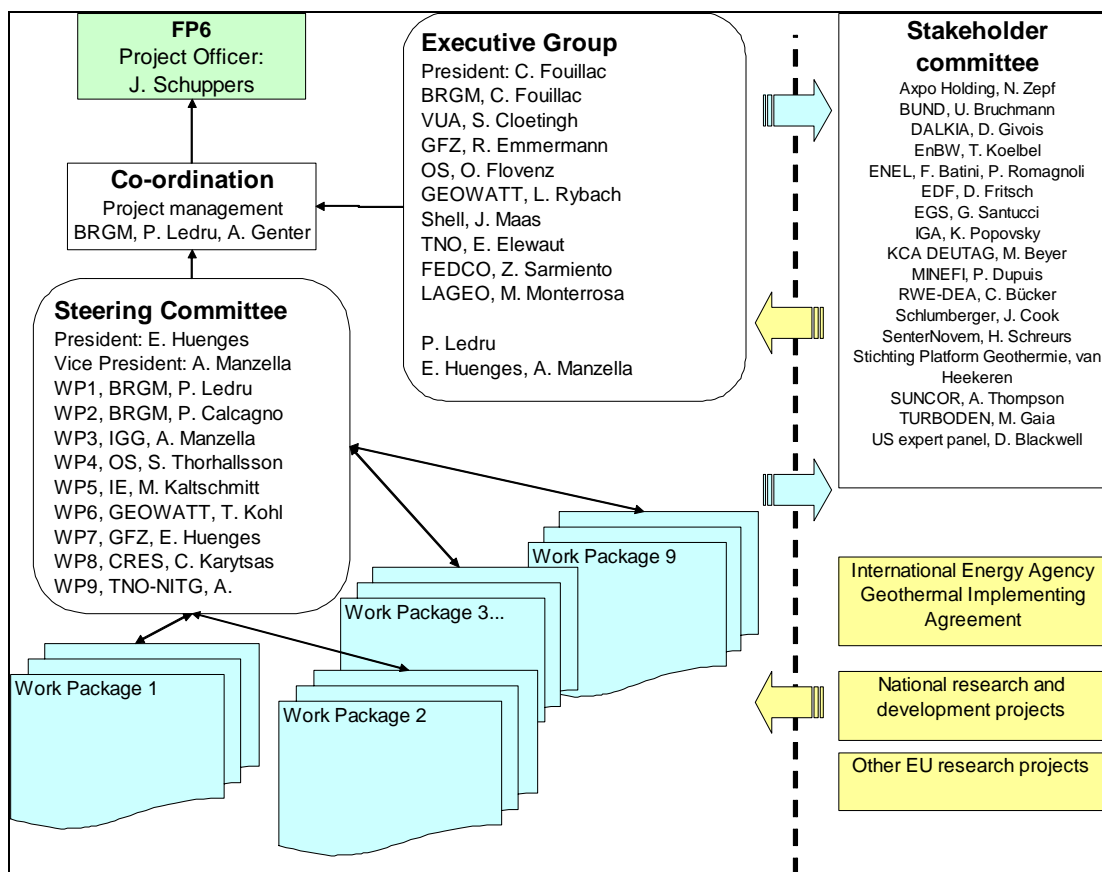 FP6
Project Officer:
J. Schuppers
Co-ordination
Project management
BRGM, P. Ledru, A. Genter
Executive Group
President: C. Fouillac
BRGM, C. Fouillac
VUA, S. Cloetingh
GFZ, R. Emmermann
OS, O. Flovenz
GEOWATT, L. Rybach
Shell, J. Maas
TNO, E. Elewaut
FEDCO, Z. Sarmiento
LAGEO, M. Monterrosa
P. Ledru
E. Huenges, A. Manzella
Steering Committee
President: E. Huenges
Vice President: A. Manzella
WP1, BRGM, P. Ledru
WP2, BRGM, P. Calcagno
WP3, IGG, A. Manzella
WP4, OS, S. Thorhallsson
WP5, IE, M. Kaltschmitt
WP6, GEOWATT, T. Kohl
WP7, GFZ, E. Huenges
WP8, CRES, C. Karytsas
WP9, TNO-NITG, A.
Work Package 1
Work Package 2
Work Package 3...
Work Package 9
Stakeholder
committee
Axpo Holding, N. Zepf
BUND, U. Bruchmann
DALKIA, D. Givois
EnBW, T. Koelbel
ENEL, F. Batini, P. Romagnoli
EDF, D. Fritsch
EGS, G. Santucci
IGA, K. Popovsky
KCA DEUTAG, M. Beyer
MINEFI, P. Dupuis
RWE-DEA, C. Bücker
Schlumberger, J. Cook
SenterNovem, H. Schreurs
Stichting Platform Geothermie, van
Heekeren
SUNCOR, A. Thompson
TURBODEN, M. Gaia
US expert panel, D. Blackwell
International Energy Agency
Geothermal Implementing
Agreement
National research and
development projects
Other EU research projects